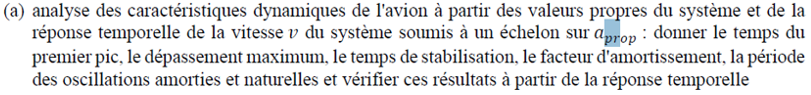 (a) analyse des caractéristiques dynamiques de l'avion à partir des valeurs propres du système et de la
réponse temporelle de la vitesse v du système soumis à un échelon sur a_prop : donner le temps du
premier pic, le dépassement maximum, le temps de stabilisation, le facteur d'amortissement, la période
des oscillations amorties et naturelles et vérifier ces résultats à partir de la réponse temporelle